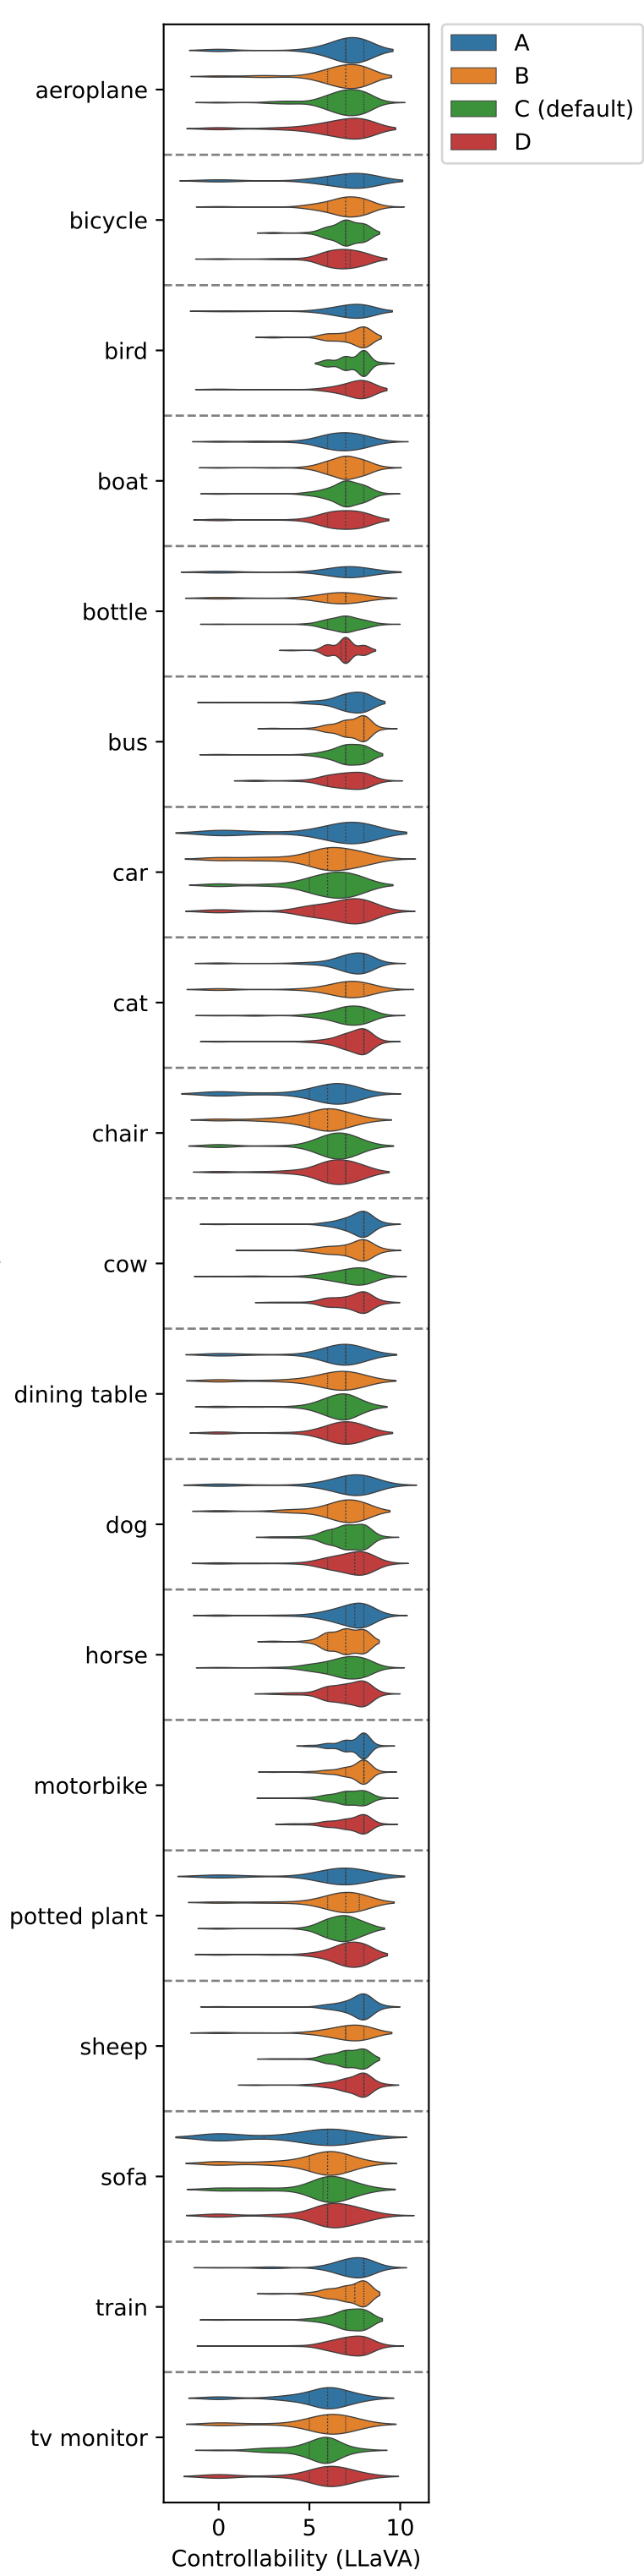 A
B
C (default)
D
aeroplane
bicycle
bird
boat
bottle
bus
car
cat
chair
cow
dining table
dog
horse
motorbike
potted plant
sheep
sofa
train
tv monitor
0 5 10
Controllability (LLaVA)